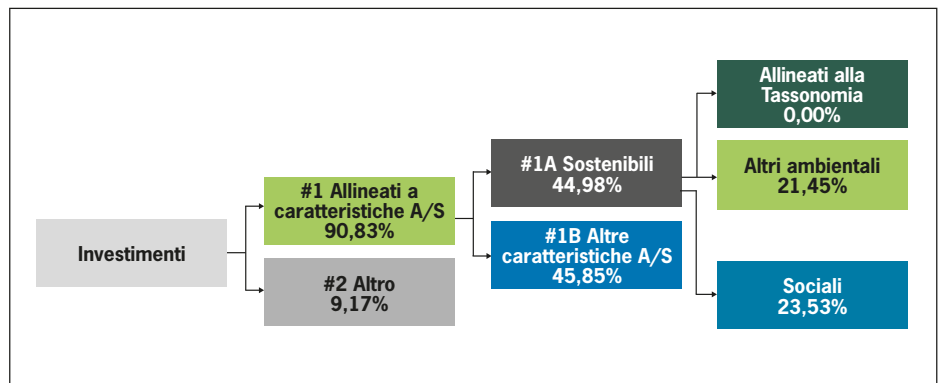 Investimenti
#1 Allineati a
caratteristiche A/S
90,83%
#2 Altro
9,17%
#1A Sostenibili
44,98%
#1B Altre
caratteristiche A/S
45,85%
Allineati alla
Tassonomia
0,00%
Altri ambientali
21,45%
Sociali
23,53%